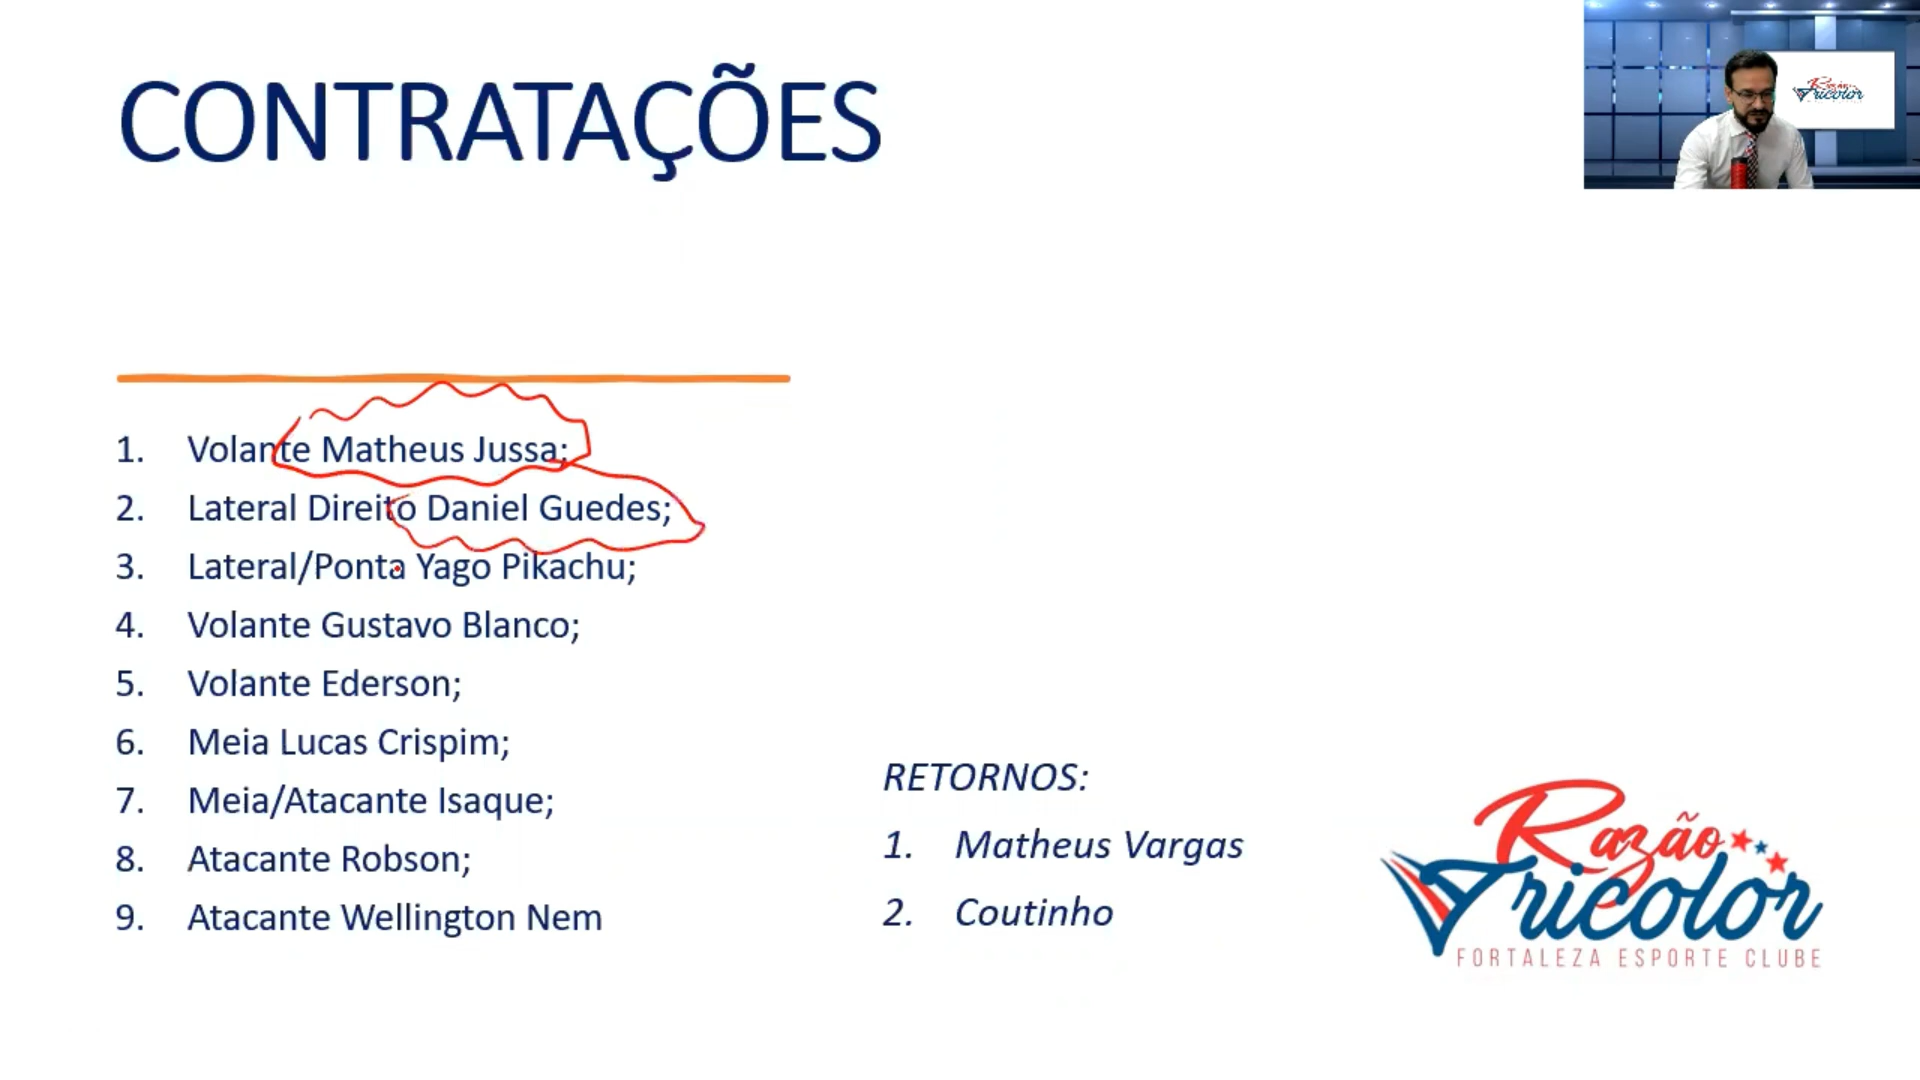 CONTRATAÇÕES
Razão
Tricolor
1. Volante Matheus Jussa;
2. Lateral Direito Daniel Guedes;
3. Lateral/Ponta Yago Pikachu;
4. Volante Gustavo Blanco;
5. Volante Ederson;
6. Meia Lucas Crispim;
7. Meia/Atacante Isaque;
8. Atacante Robson;
9. Atacante Wellington Nem
RETORNOS:
1. Matheus Vargas
2. Coutinho
Razão
Tricolor
FORTALEZA ESPORTE CLUBE